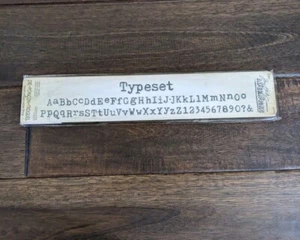 Typeset
AaBbCcDdEeFfGgHhIiJjKkLlMmNnOo
PpQqRrSsTtUuVvWwXxYyZz1234567890?&